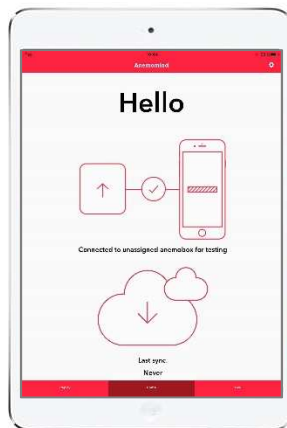 Anemomind
Hello
Connected to unassigned anemobox for testing
Last sync:
Never